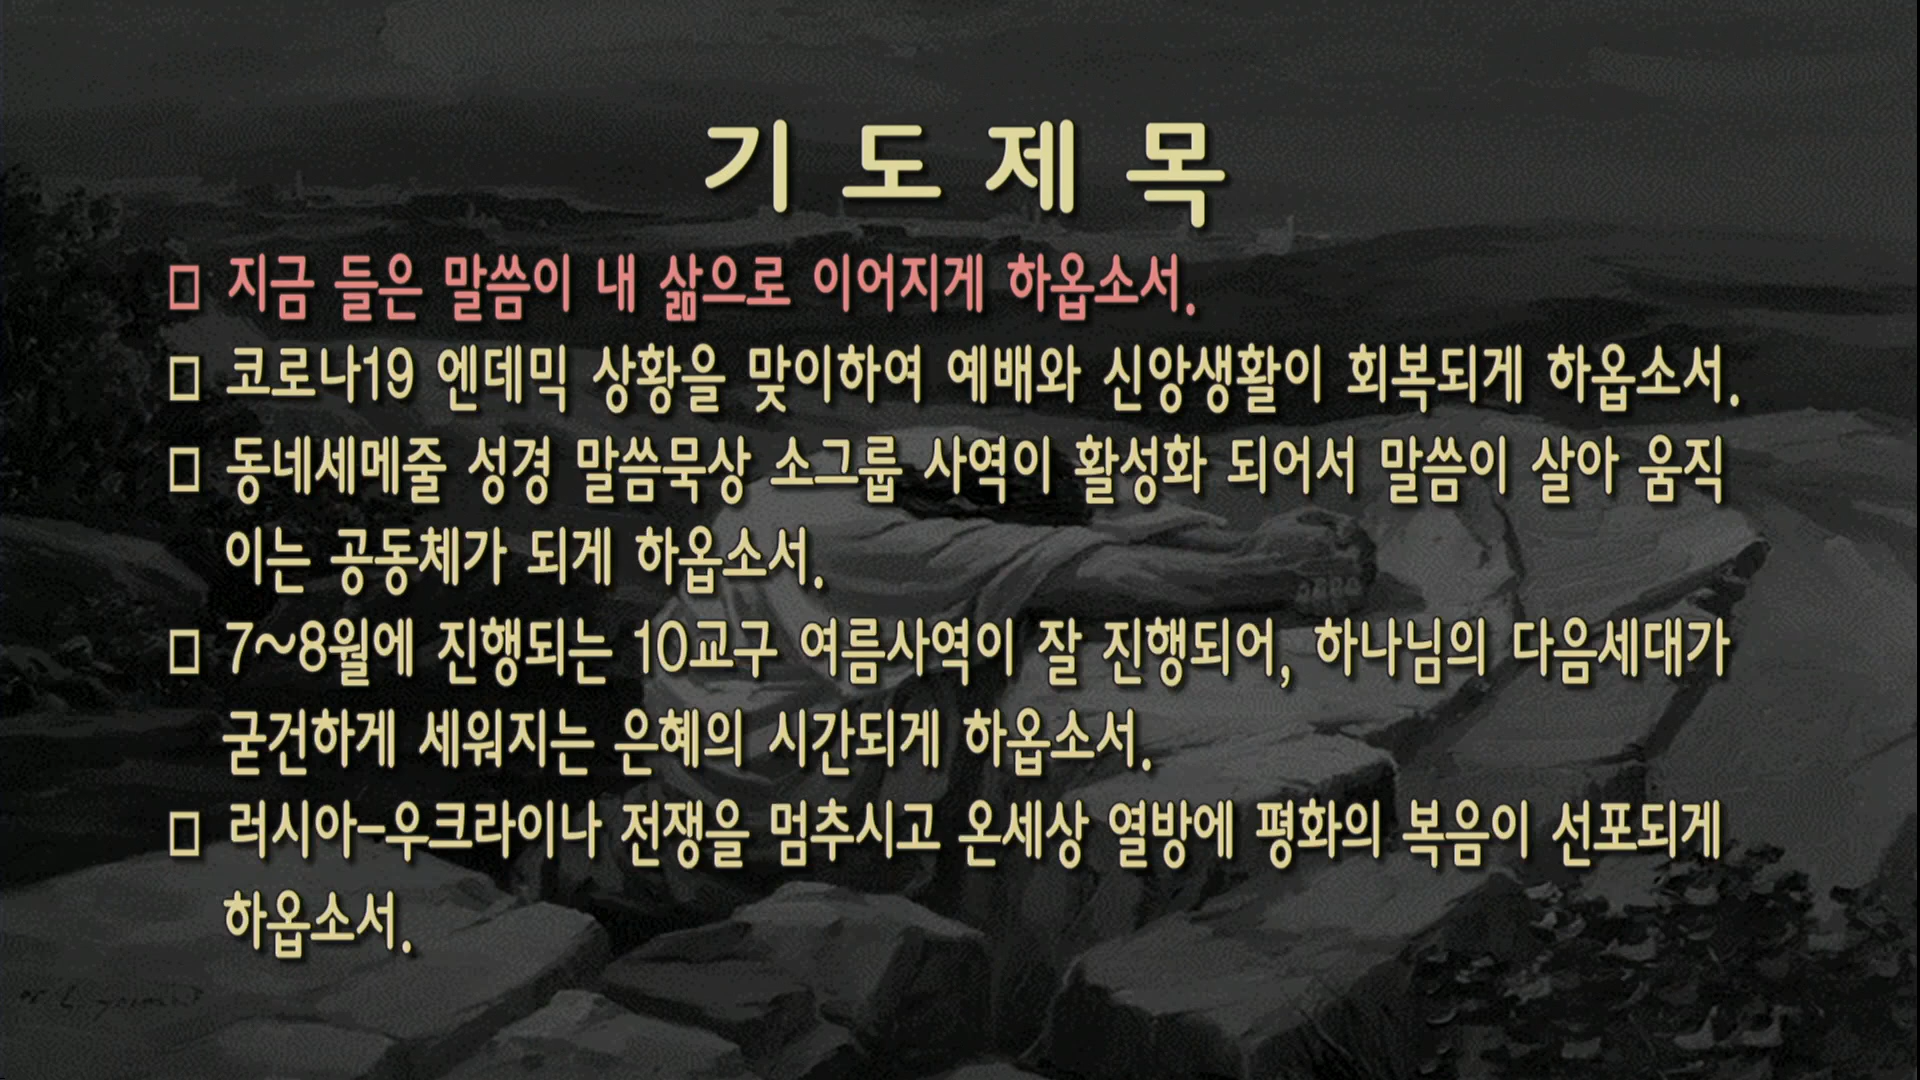 기도제목
□ 지금 들은 말씀이 내 삶으로 이어지게 하옵소서.
□ 코로나19 엔데믹 상황을 맞이하여 예배와 신앙생활이 회복되게 하옵소서.
□ 동네세메줄 성경 말씀묵상 소그룹 사역이 활성화 되어서 말씀이 살아 움직
이는 공동체가 되게 하옵소서.
□ 7~8월에 진행되는 10교구 여름사역이 잘 진행되어, 하나님의 다음세대가
굳건하게 세워지는 은혜의 시간되게 하옵소서.
□ 러시아-우크라이나 전쟁을 멈추시고 온세상 열방에 평화의 복음이 선포되게
하옵소서.